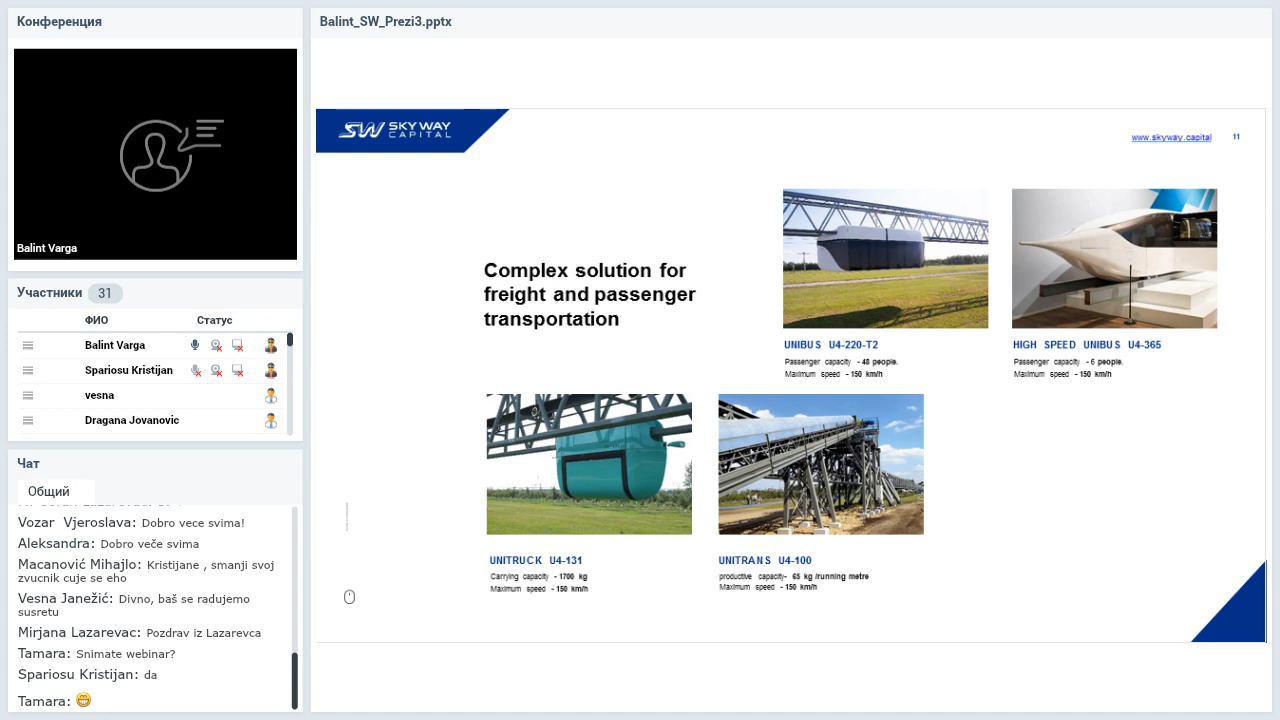 Конференция
Balint Varga
Участники 31
ФИО Статус
Balint Varga
Spariosu Kristijan
vesna
Dragana Jovanovic
Чат
Общий
Vozar Vjeroslava: Dobro vece svima!
Aleksandra: Dobro veče svima
Macanović Mihajlo: Kristijane , smanji svoj
zvucnik cuje se eho
Vesna Janežić: Divno, baš se radujemo
susretu
Mirjana Lazarevac: Pozdrav iz Lazarevca
Tamara: Snimate webinar?
Spariosu Kristijan: da
Tamara:
Balint_SW_Prezi3.pptx
SW SKY WAY
CAPITAL
www.skyway.capital 11
Complex solution for
freight and passenger
transportation
UNIBUS U4-220-T2
Passenger capacity - 48 people.
Maximum speed - 150 km/h
HIGH SPEED UNIBUS U4-365
Passenger capacity - 6 people.
Maximum speed - 150 km/h
UNITRUCK U4-131
Carrying capacity - 1700 kg
Maximum speed - 150 km/h
UNITRANS U4-100
productive capacity- 65 kg /running metre
Maximum speed - 150 km/h